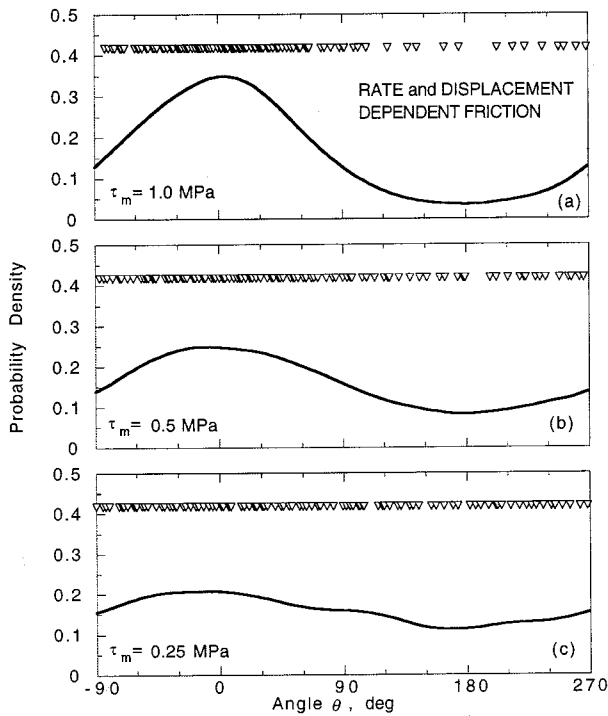 0.5
0.4
0.3
0.2
0.1
0
RATE and DISPLACEMENT
DEPENDENT FRICTION
τm = 1.0 MPa
(a)
0.5
0.4
0.3
0.2
0.1
0
τm = 0.5 MPa
(b)
0.5
0.4
0.3
0.2
0.1
0
τm = 0.25 MPa
(c)
Probability Density
-90 0 90 180 270
Angle θ, deg